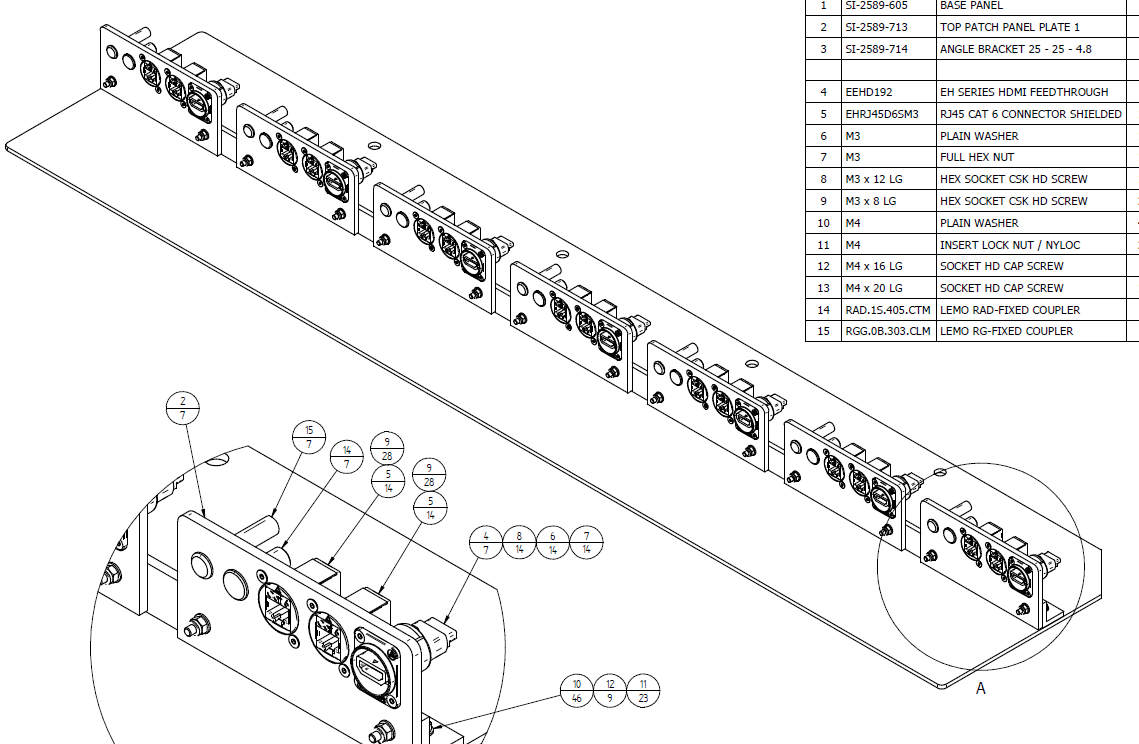 1 SI-2589-605 BASE PANEL
2 SI-2589-713 TOP PATCH PANEL PLATE 1
3 SI-2589-714 ANGLE BRACKET 25 - 25 - 4.8
4 EEHD192 EH SERIES HDMI FEEDTHROUGH
5 EHRJ45D6SM3 RJ45 CAT 6 CONNECTOR SHIELDED
6 M3 PLAIN WASHER
7 M3 FULL HEX NUT
8 M3 x 12 LG HEX SOCKET CSK HD SCREW
9 M3 x 8 LG HEX SOCKET CSK HD SCREW
10 M4 PLAIN WASHER
11 M4 INSERT LOCK NUT / NYLOC
12 M4 x 16 LG SOCKET HD CAP SCREW
13 M4 x 20 LG SOCKET HD CAP SCREW
14 RAD.1S.405.CTM LEMO RAD-FIXED COUPLER
15 RGG.0B.303.CLM LEMO RG-FIXED COUPLER
2
7
15
7
14
7
9
28
5
14
9
28
5
14
4 8 6 7
7 14 14 14
10 12 11
46 9 23
A